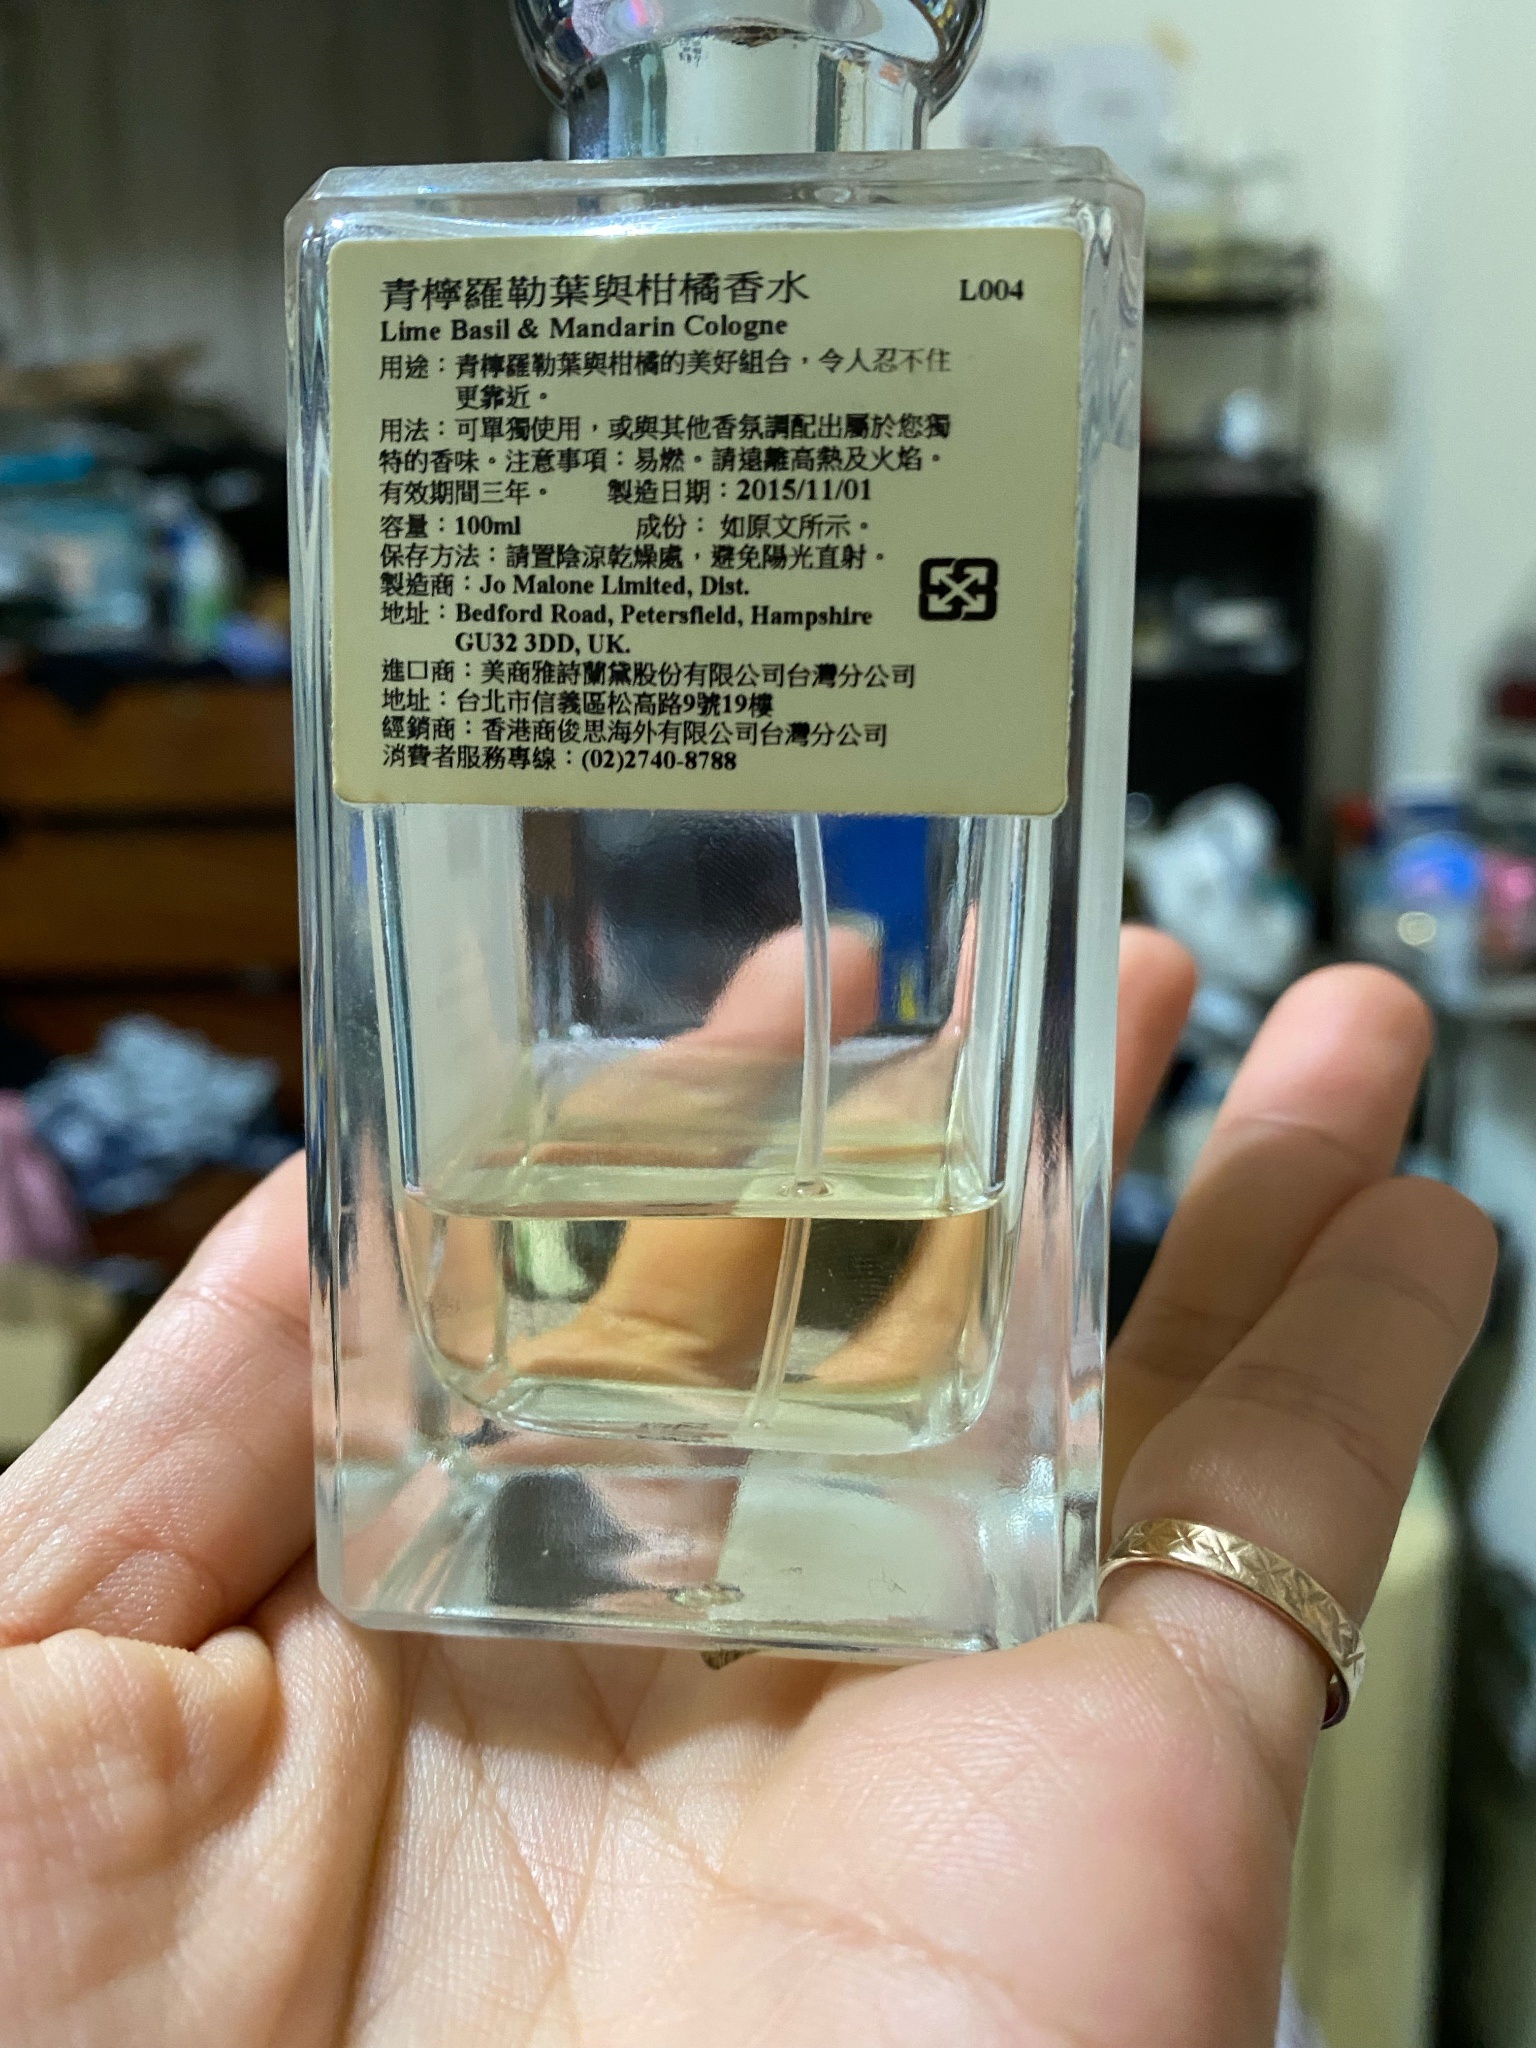 青檸羅勒葉與柑橘香水 L004
Lime Basil & Mandarin Cologne
用途：青檸羅勒葉與柑橘的美好組合，令人忍不住
更靠近。
用法：可單獨使用，或與其他香氛調配出屬於您獨
特的香味。注意事項：易燃。請遠離高熱及火焰。
有效期間三年。 製造日期：2015/11/01
容量：100ml 成份： 如原文所示。
保存方法：請置陰涼乾燥處，避免陽光直射。
製造商：Jo Malone Limited, Dist.
地址：Bedford Road, Petersfield, Hampshire
GU32 3DD, UK.
進口商：美商雅詩蘭黛股份有限公司台灣分公司
地址：台北市信義區松高路9號19樓
經銷商：香港商俊思海外有限公司台灣分公司
消費者服務專線：(02)2740-8788